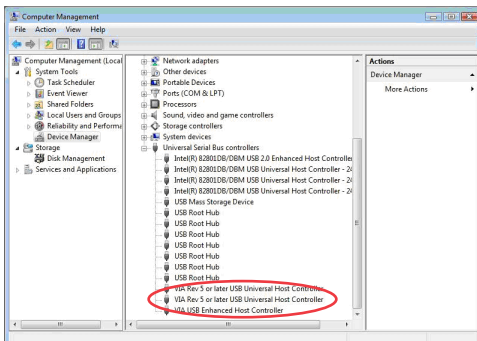 Computer Management
File Action View Help
Computer Management (Local
System Tools
Task Scheduler
Event Viewer
Shared Folders
Local Users and Groups
Reliability and Performa
Device Manager
Storage
Disk Management
Services and Applications
Network adapters
Other devices
Portable Devices
Ports (COM & LPT)
Processors
Sound, video and game controllers
Storage controllers
System devices
Universal Serial Bus controllers
Intel(R) 82801DB/DBM USB 2.0 Enhanced Host Controller
Intel(R) 82801DB/DBM USB Universal Host Controller - 24
Intel(R) 82801DB/DBM USB Universal Host Controller - 24
Intel(R) 82801DB/DBM USB Universal Host Controller - 24
USB Mass Storage Device
USB Root Hub
USB Root Hub
USB Root Hub
USB Root Hub
USB Root Hub
USB Root Hub
USB Root Hub
VIA Rev 5 or later USB Universal Host Controller
VIA Rev 5 or later USB Universal Host Controller
VIA USB Enhanced Host Controller
Actions
Device Manager
More Actions